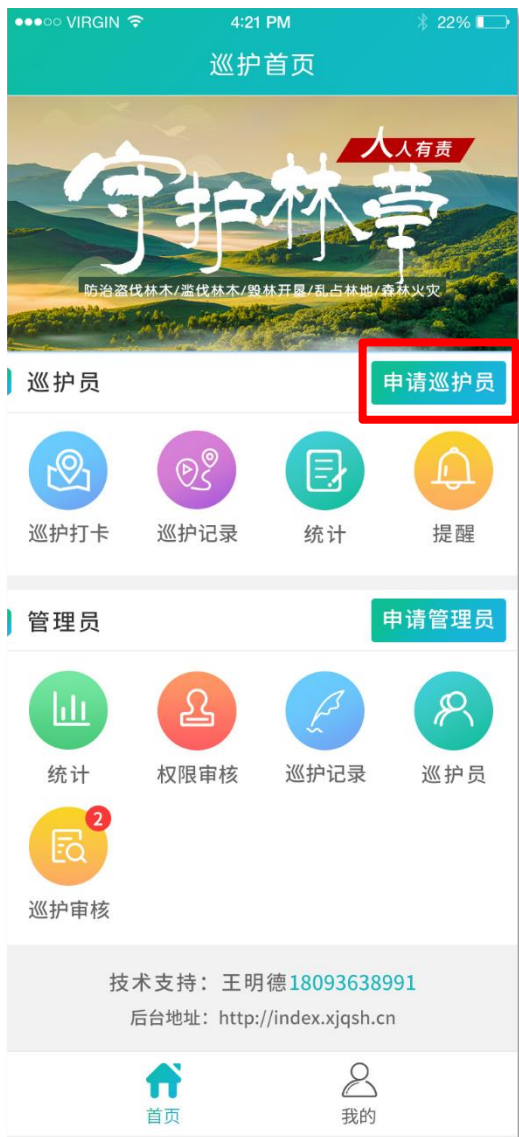 ●●●○○ VIRGIN 4:21 PM 22%
巡护首页
人人有责
守护林草
防治盗伐林木/滥伐林木/毁林开垦/乱占林地/森林火灾
巡护员 申请巡护员
巡护打卡 巡护记录 统计 提醒
管理员 申请管理员
统计 权限审核 巡护记录 巡护员
2
巡护审核
技术支持：王明德18093638991
后台地址：http://index.xjqsh.cn
首页 我的